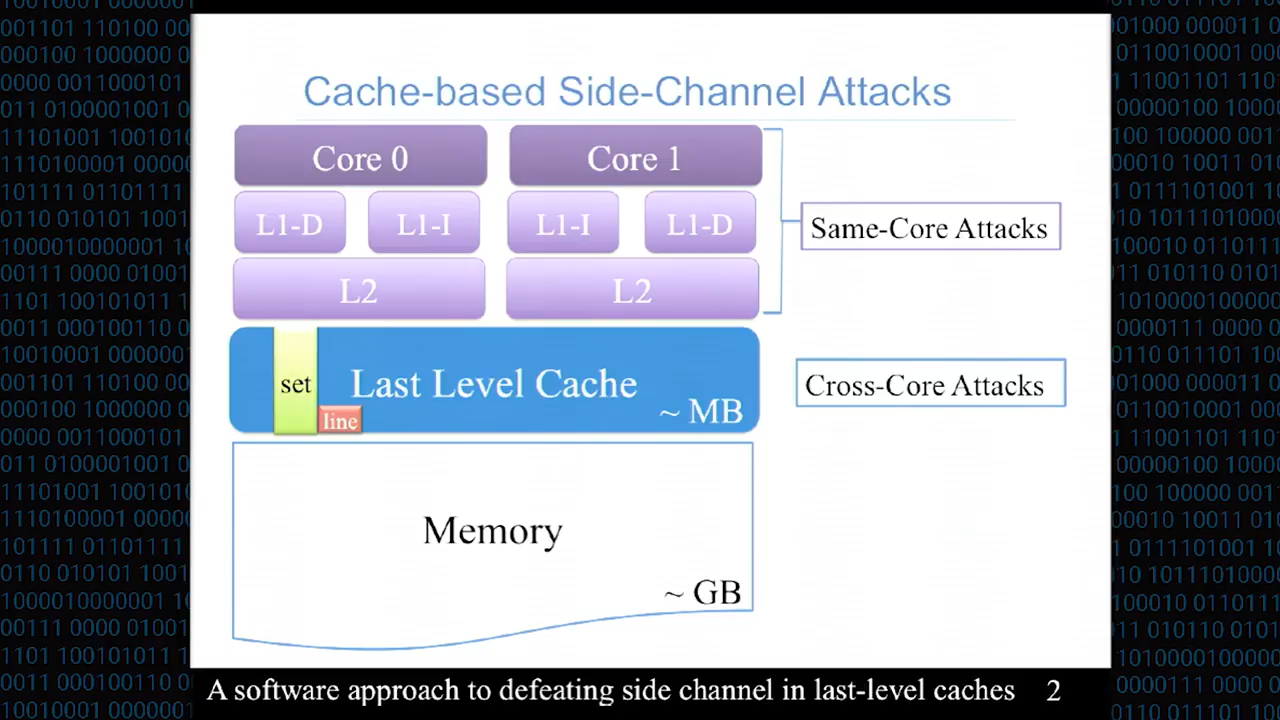 Cache-based Side-Channel Attacks
Core 0
Core 1
L1-D
L1-I
L1-I
L1-D
Same-Core Attacks
L2
L2
set
Last Level Cache
~ MB
line
Cross-Core Attacks
Memory
~ GB
A software approach to defeating side channel in last-level caches 2